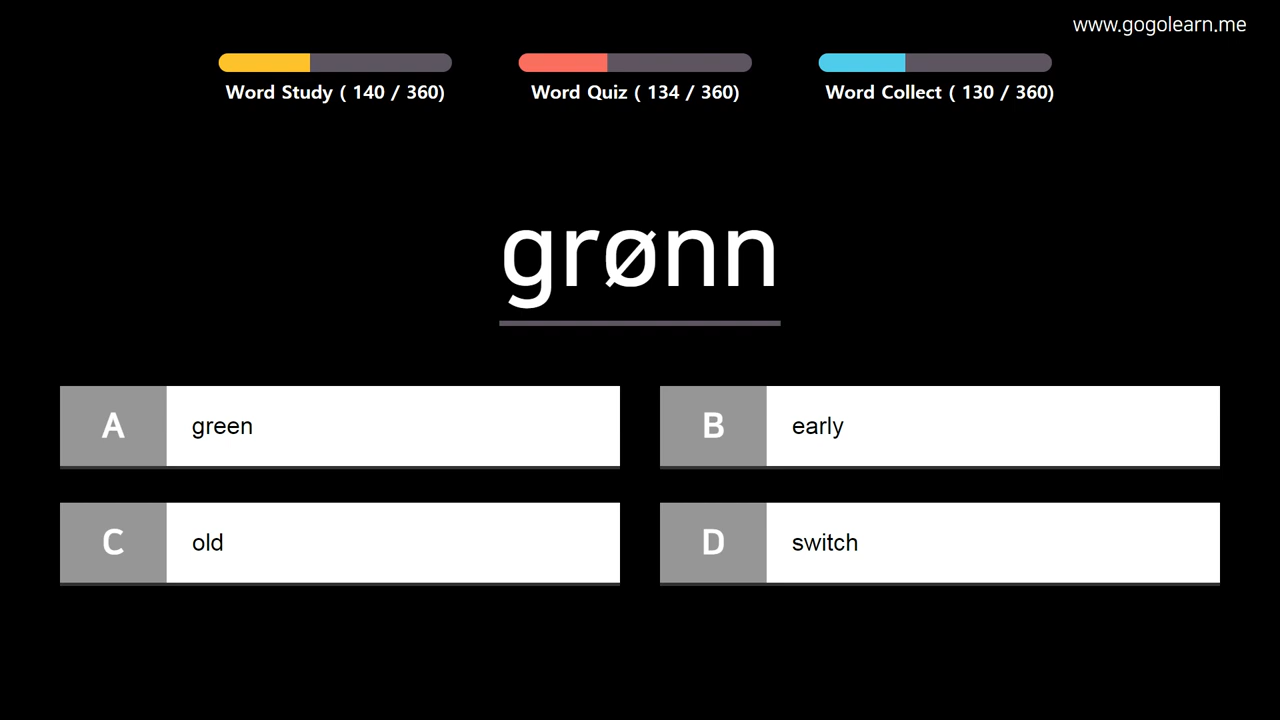 www.gogolearn.me
Word Study ( 140 / 360)
Word Quiz ( 134 / 360)
Word Collect ( 130 / 360)
grønn
A green
B early
C old
D switch